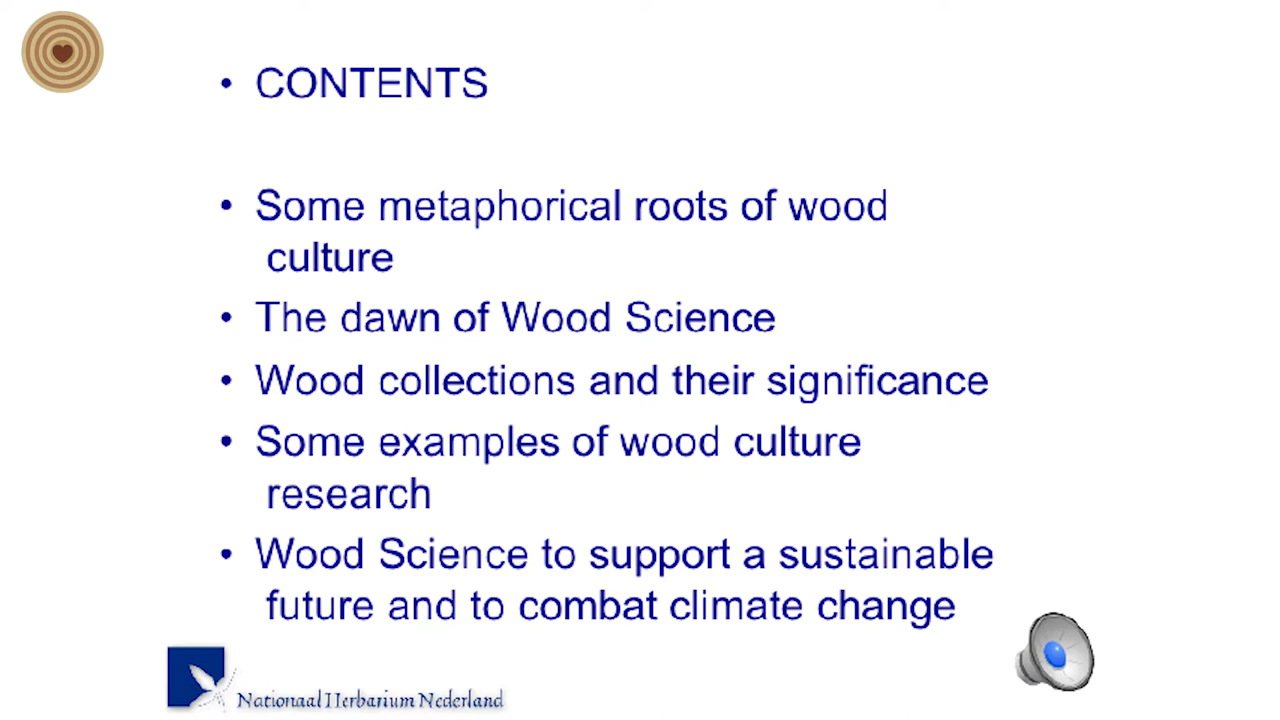 • CONTENTS
• Some metaphorical roots of wood
culture
• The dawn of Wood Science
• Wood collections and their significance
• Some examples of wood culture
research
• Wood Science to support a sustainable
future and to combat climate change
Nationaal Herbarium Nederland